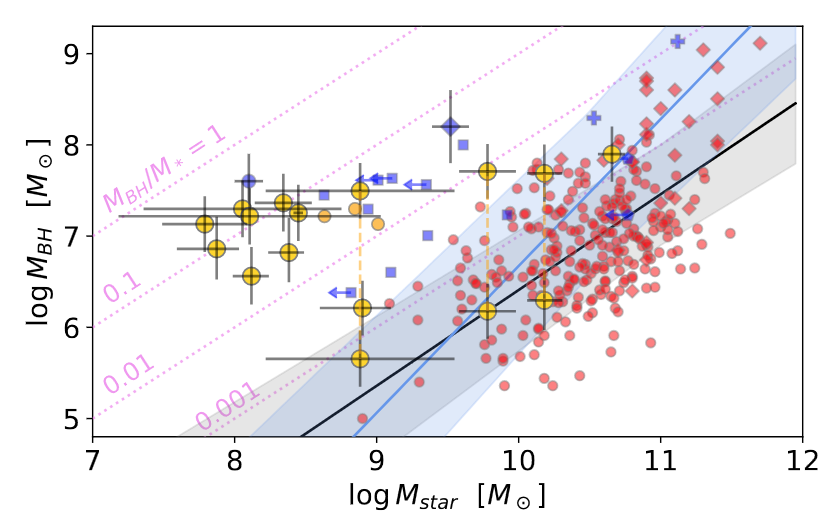 9
8
7
6
5
log M_BH [M_⊙]
M_BH/M_* = 1
0.1
0.01
0.001
7 8 9 10 11 12
log M_star [M_⊙]